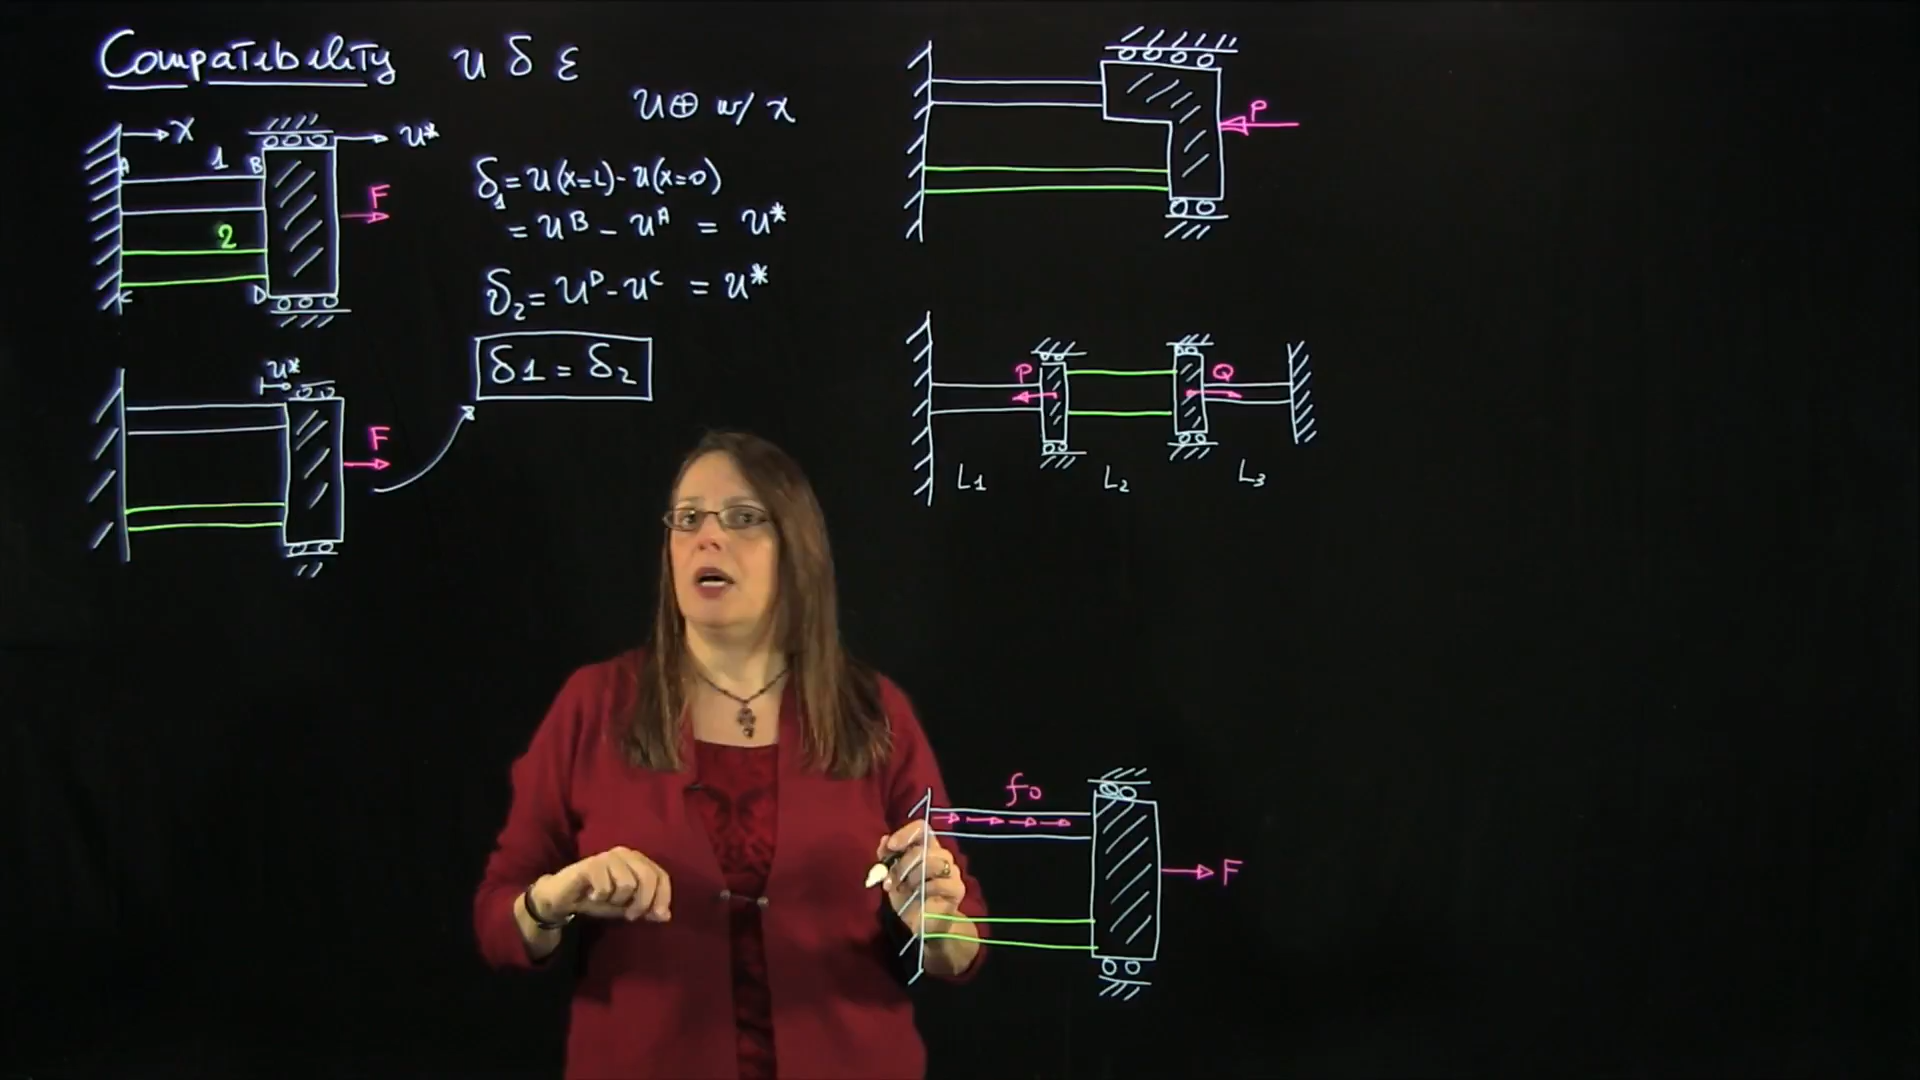 Compatibility u δ ε
u ⊕ w/ x
x
u*
A 1 B
F
2
C D
δ₁ = u(x=L) - u(x=0)
= uᴮ - uᴬ = u*
δ₂ = uᴰ - uᶜ = u*
δ1 = δ₂
u*
F
P
P Q
L₁ L₂ L₃
f₀
F